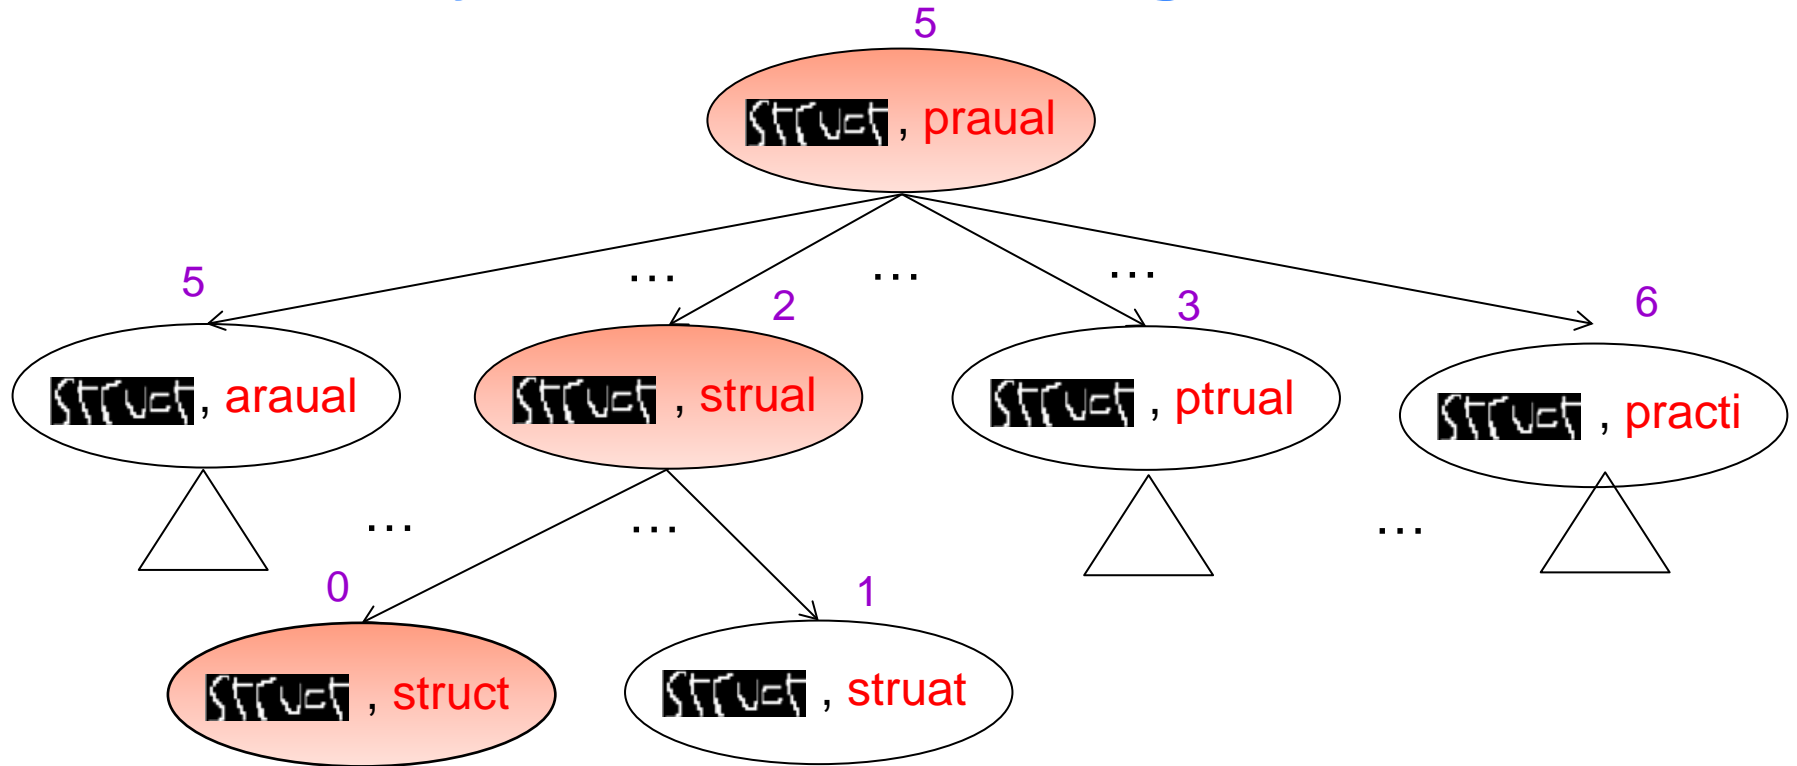 5
struct , praual
... ... ...
5 2 3 6
struct, araual struct , strual struct , ptrual struct , practi
... ... ...
0 1
struct , struct struct , struat